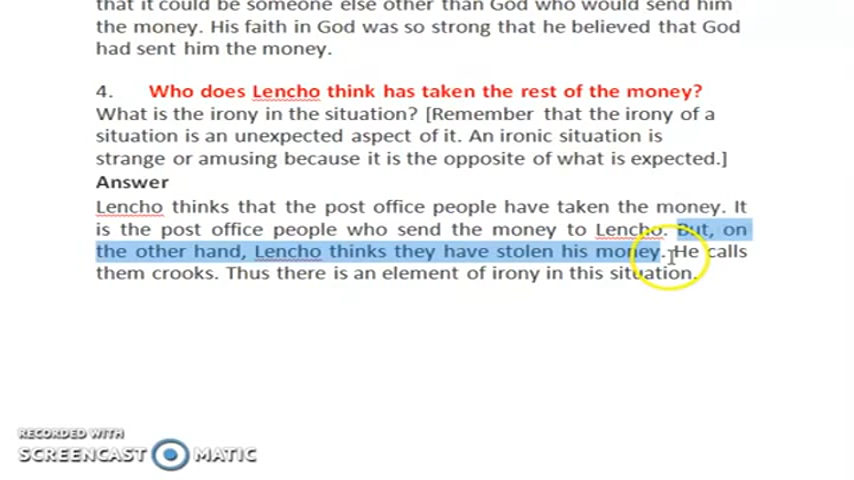 that it could be someone else other than God who would send him
the money. His faith in God was so strong that he believed that God
had sent him the money.
4. Who does Lencho think has taken the rest of the money?
What is the irony in the situation? [Remember that the irony of a
situation is an unexpected aspect of it. An ironic situation is
strange or amusing because it is the opposite of what is expected.]
Answer
Lencho thinks that the post office people have taken the money. It
is the post office people who send the money to Lencho. But, on
the other hand, Lencho thinks they have stolen his money. He calls
them crooks. Thus there is an element of irony in this situation.
RECORDED WITH
SCREENCAST MATIC